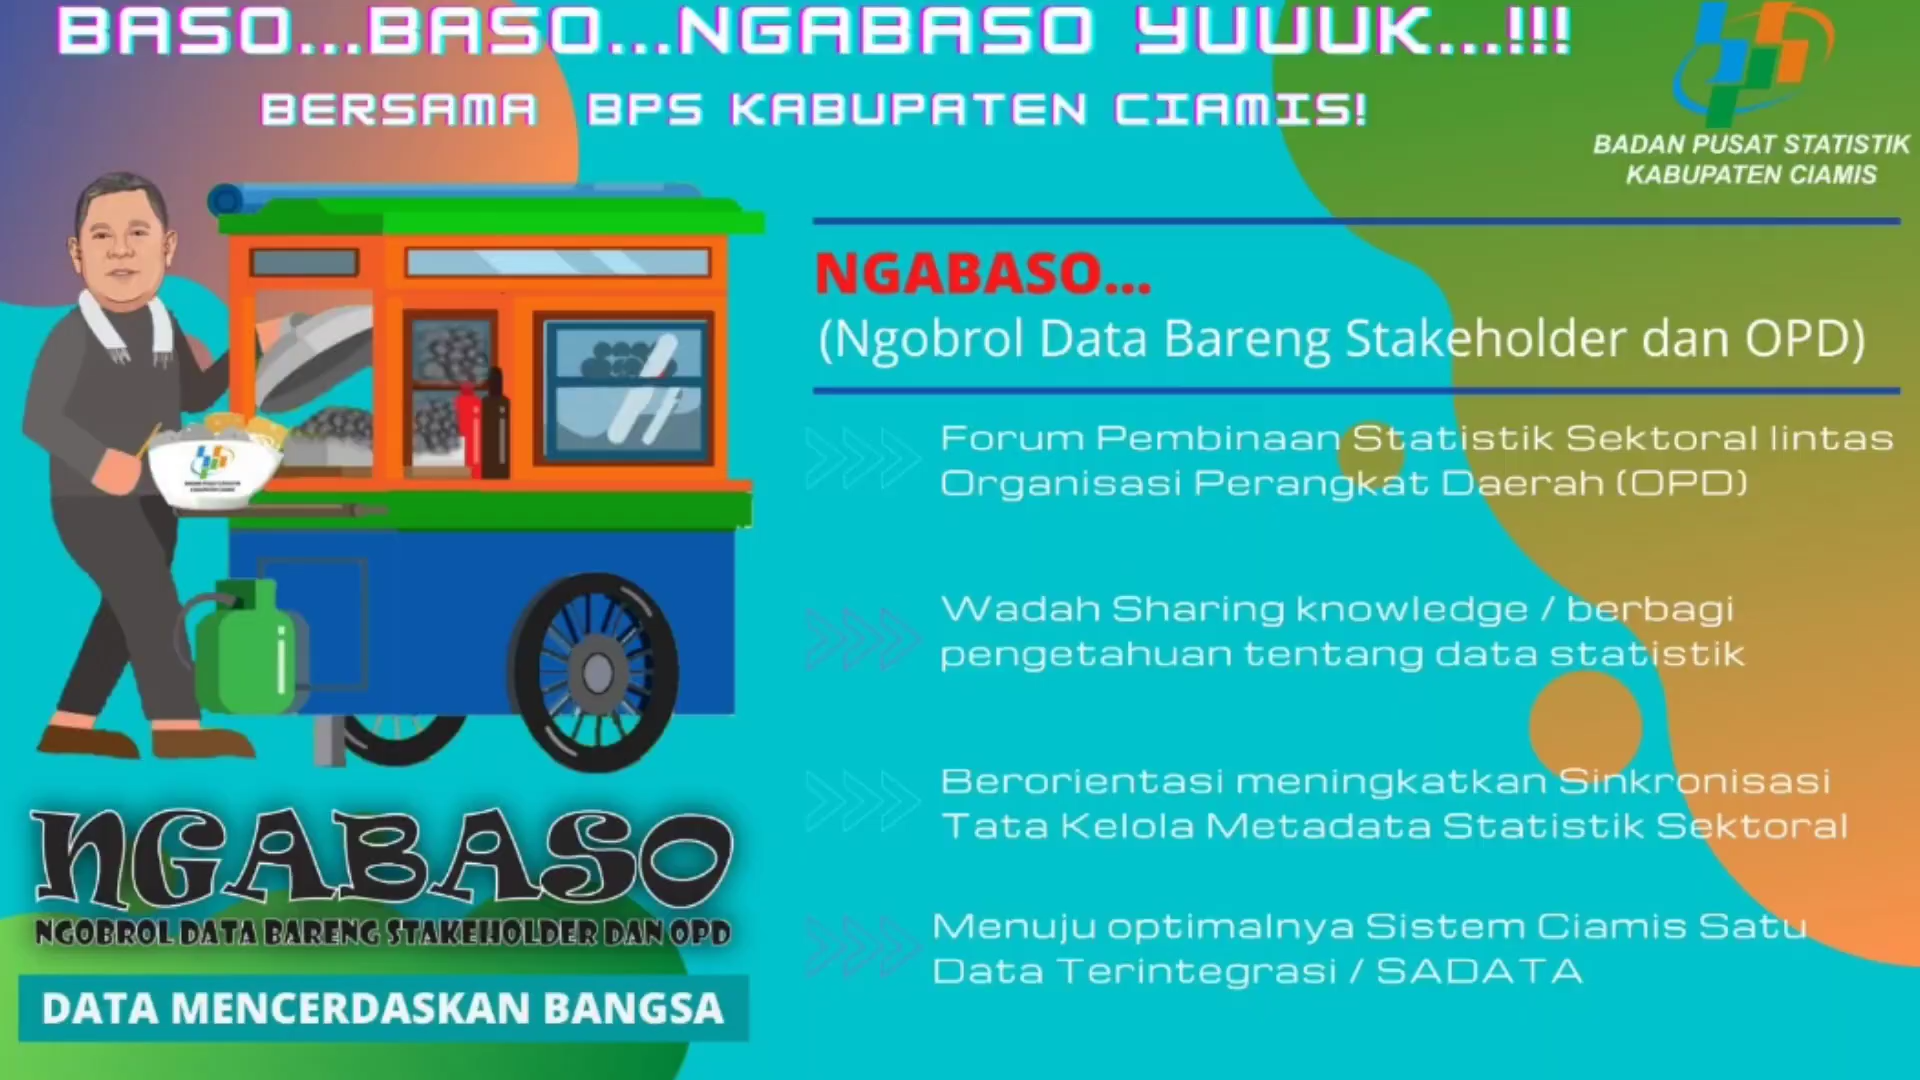 BASO...BASO...NGABASO YUUUK...!!!
BERSAMA BPS KABUPATEN CIAMIS!
BADAN PUSAT STATISTIK
KABUPATEN CIAMIS
NGABASO...
(Ngobrol Data Bareng Stakeholder dan OPD)
Forum Pembinaan Statistik Sektoral lintas
Organisasi Perangkat Daerah (OPD)
Wadah Sharing knowledge / berbagi
pengetahuan tentang data statistik
Berorientasi meningkatkan Sinkronisasi
Tata Kelola Metadata Statistik Sektoral
Menuju optimalnya Sistem Ciamis Satu
Data Terintegrasi / SADATA
NGABASO
NGOBROL DATA BARENG STAKEHOLDER DAN OPD
DATA MENCERDASKAN BANGSA